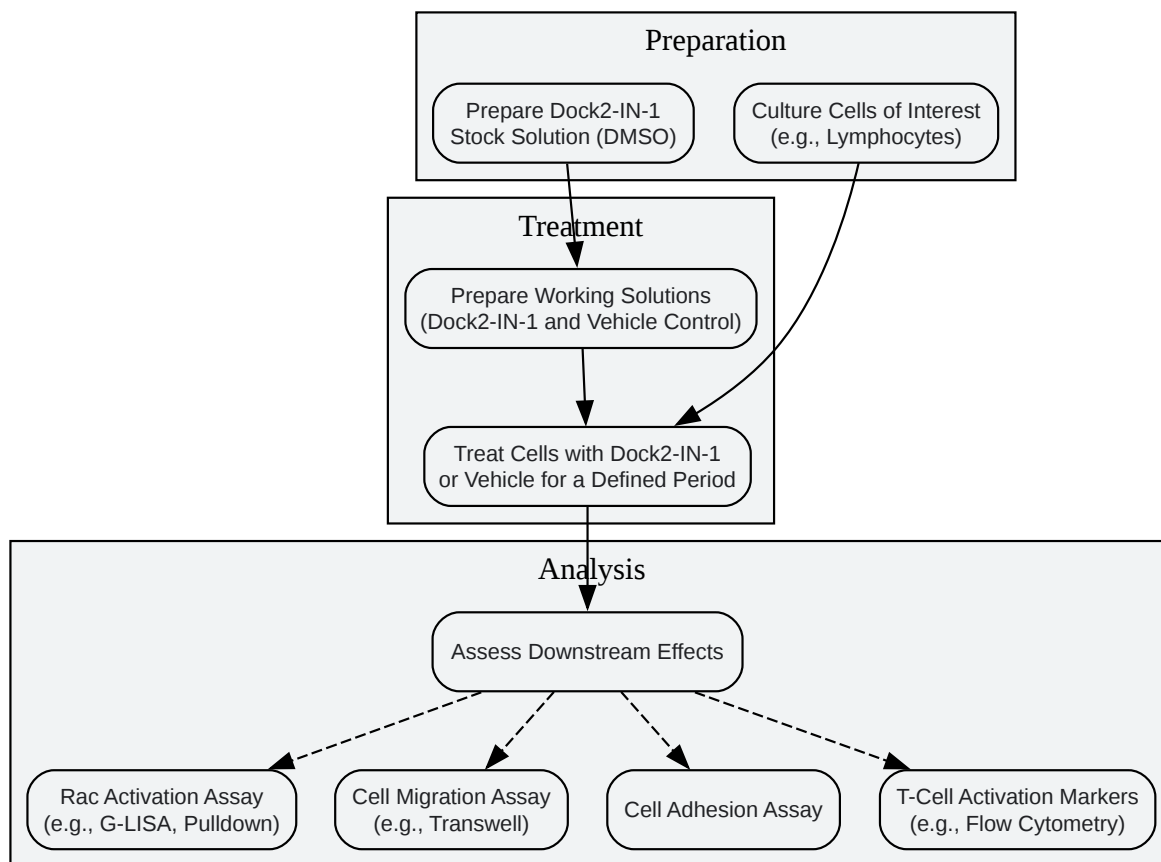 Preparation
Prepare Dock2-IN-1
Stock Solution (DMSO)
Culture Cells of Interest
(e.g., Lymphocytes)
Treatment
Prepare Working Solutions
(Dock2-IN-1 and Vehicle Control)
Treat Cells with Dock2-IN-1
or Vehicle for a Defined Period
Analysis
Assess Downstream Effects
Rac Activation Assay
(e.g., G-LISA, Pulldown)
Cell Migration Assay
(e.g., Transwell)
Cell Adhesion Assay
T-Cell Activation Markers
(e.g., Flow Cytometry)